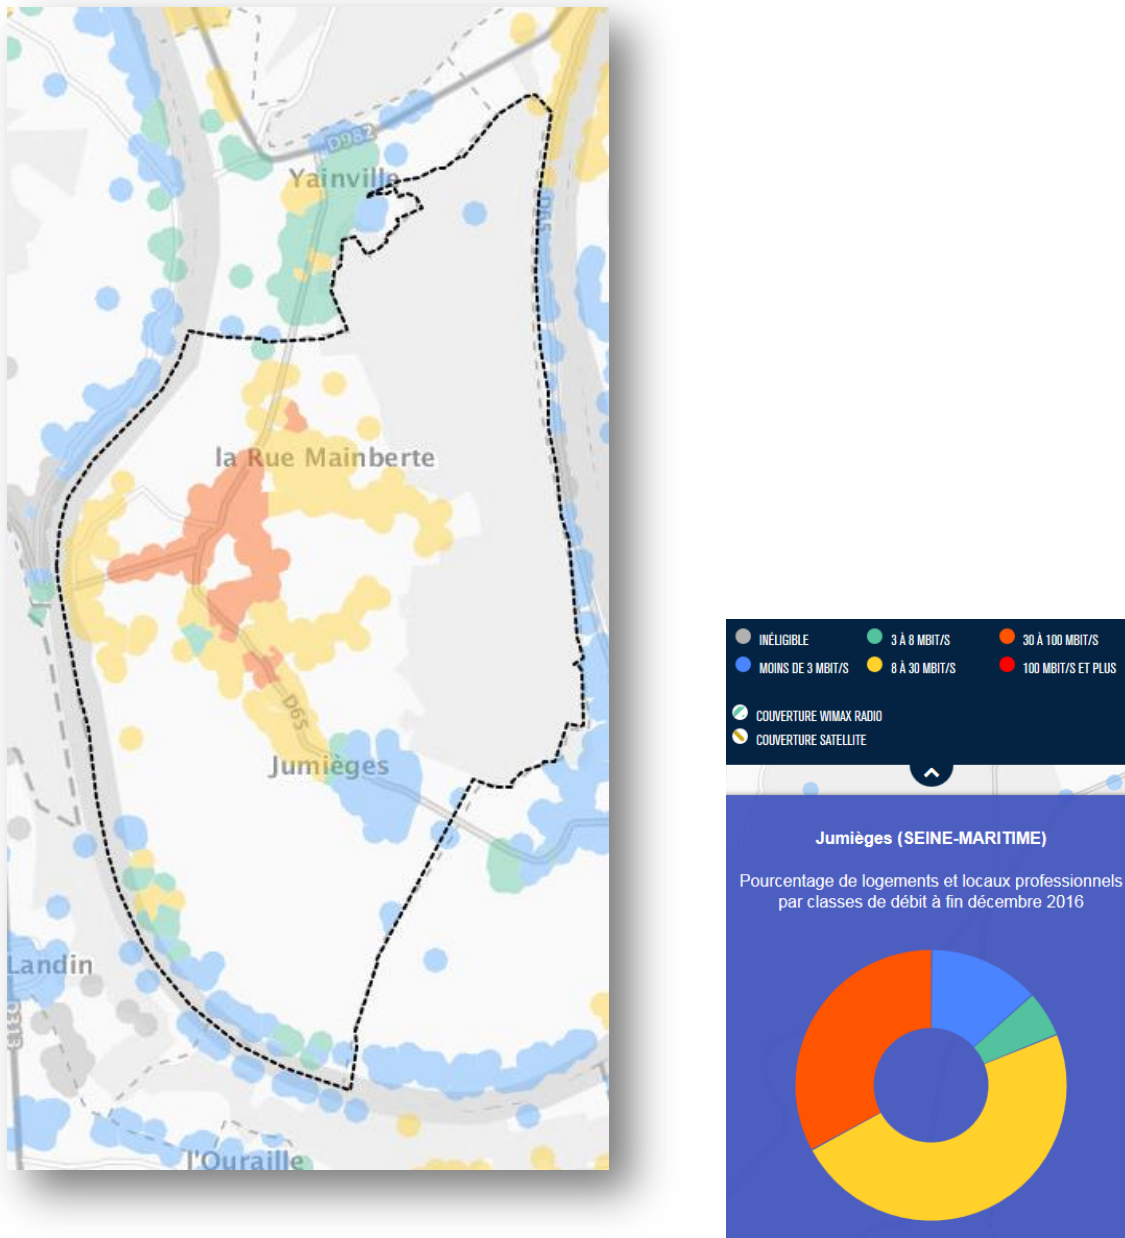 D982
Yainville
D65
la Rue Mainberte
D65
Jumièges
Landin
D313
l'Ouraille
INÉLIGIBLE
3 À 8 MBIT/S
30 À 100 MBIT/S
MOINS DE 3 MBIT/S
8 À 30 MBIT/S
100 MBIT/S ET PLUS
COUVERTURE WIMAX RADIO
COUVERTURE SATELLITE
Jumièges (SEINE-MARITIME)
Pourcentage de logements et locaux professionnels
par classes de débit à fin décembre 2016